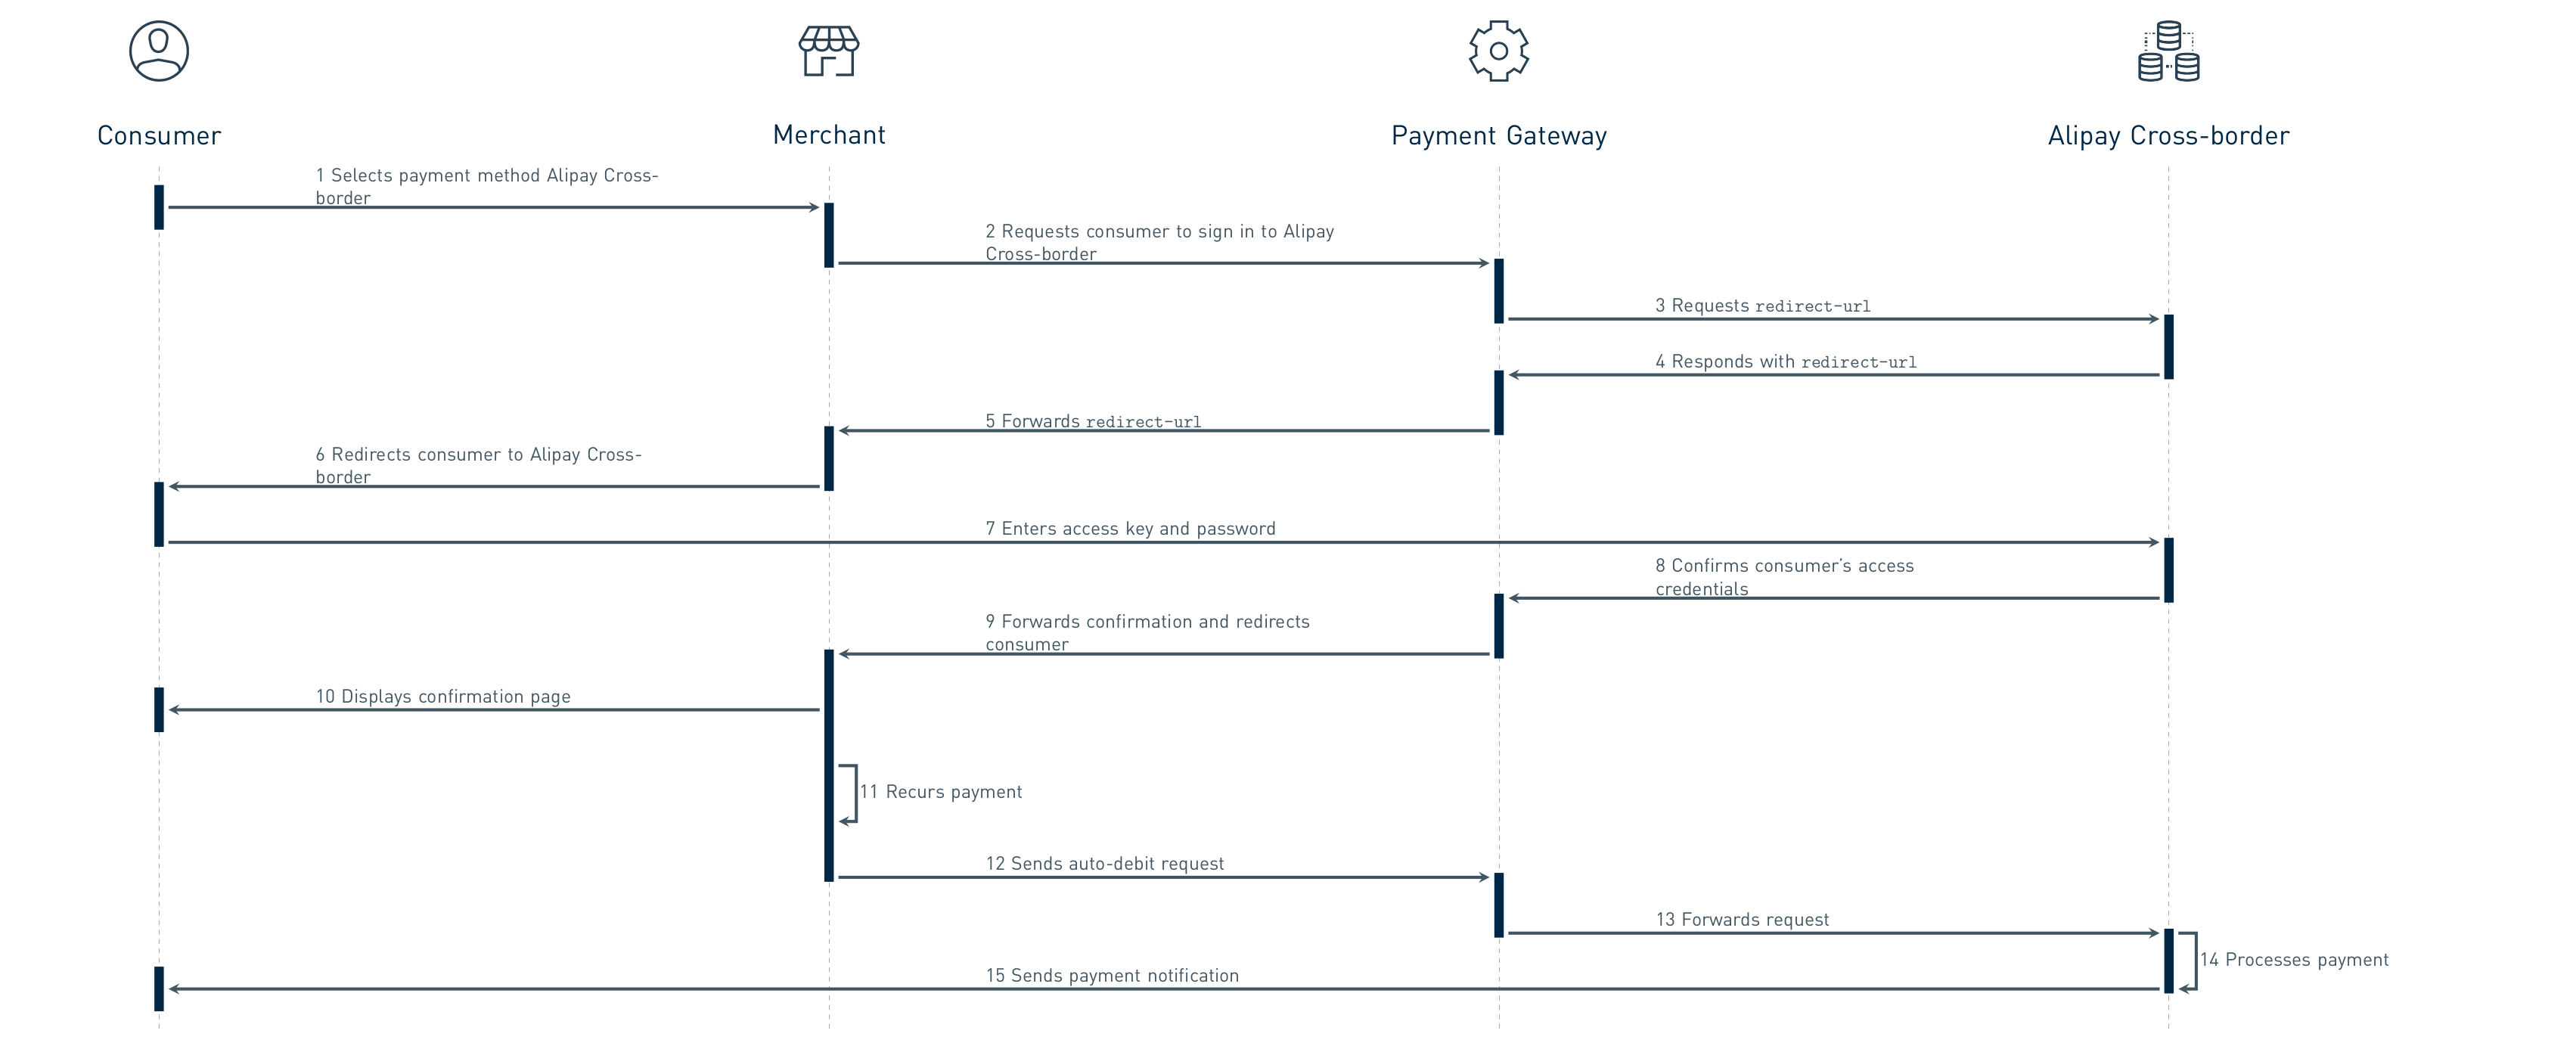 Consumer
Merchant
Payment Gateway
Alipay Cross-border
1 Selects payment method Alipay Cross-
border
2 Requests consumer to sign in to Alipay
Cross-border
3 Requests redirect-url
4 Responds with redirect-url
5 Forwards redirect-url
6 Redirects consumer to Alipay Cross-
border
7 Enters access key and password
8 Confirms consumer's access
credentials
9 Forwards confirmation and redirects
consumer
10 Displays confirmation page
11 Recurs payment
12 Sends auto-debit request
13 Forwards request
14 Processes payment
15 Sends payment notification